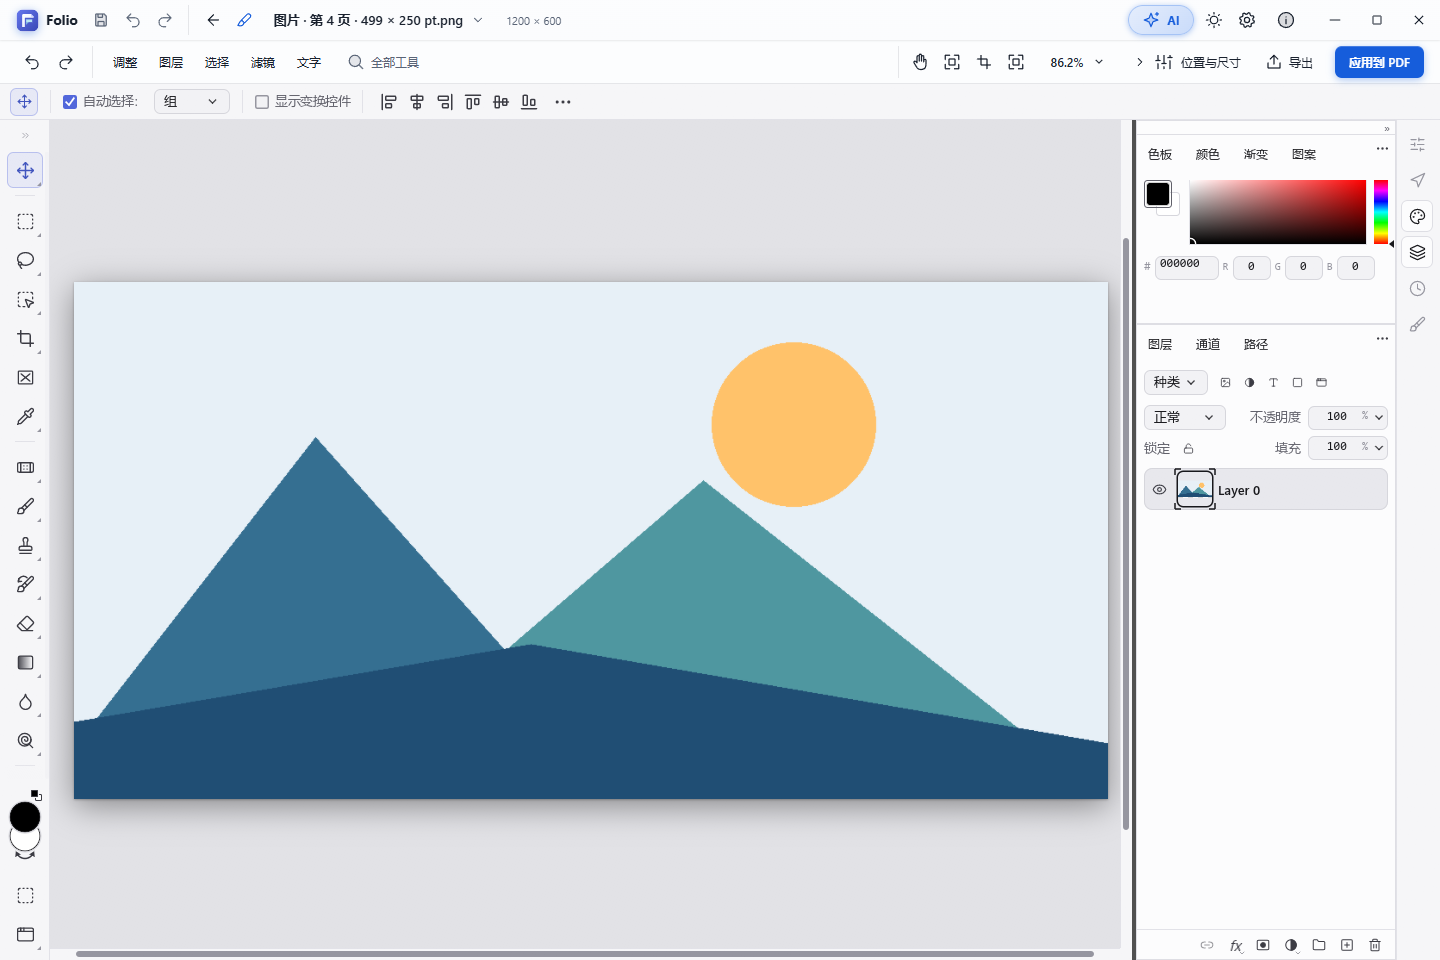 Folio
图片 · 第 4 页 · 499 × 250 pt.png
1200 × 600
AI
调整 图层 选择 滤镜 文字 全部工具
86.2%
位置与尺寸
导出
应用到 PDF
自动选择:
组
显示变换控件
色板 颜色 渐变 图案
# 000000 R 0 G 0 B 0
图层 通道 路径
种类
正常
不透明度 100 %
锁定
填充 100 %
Layer 0
fx